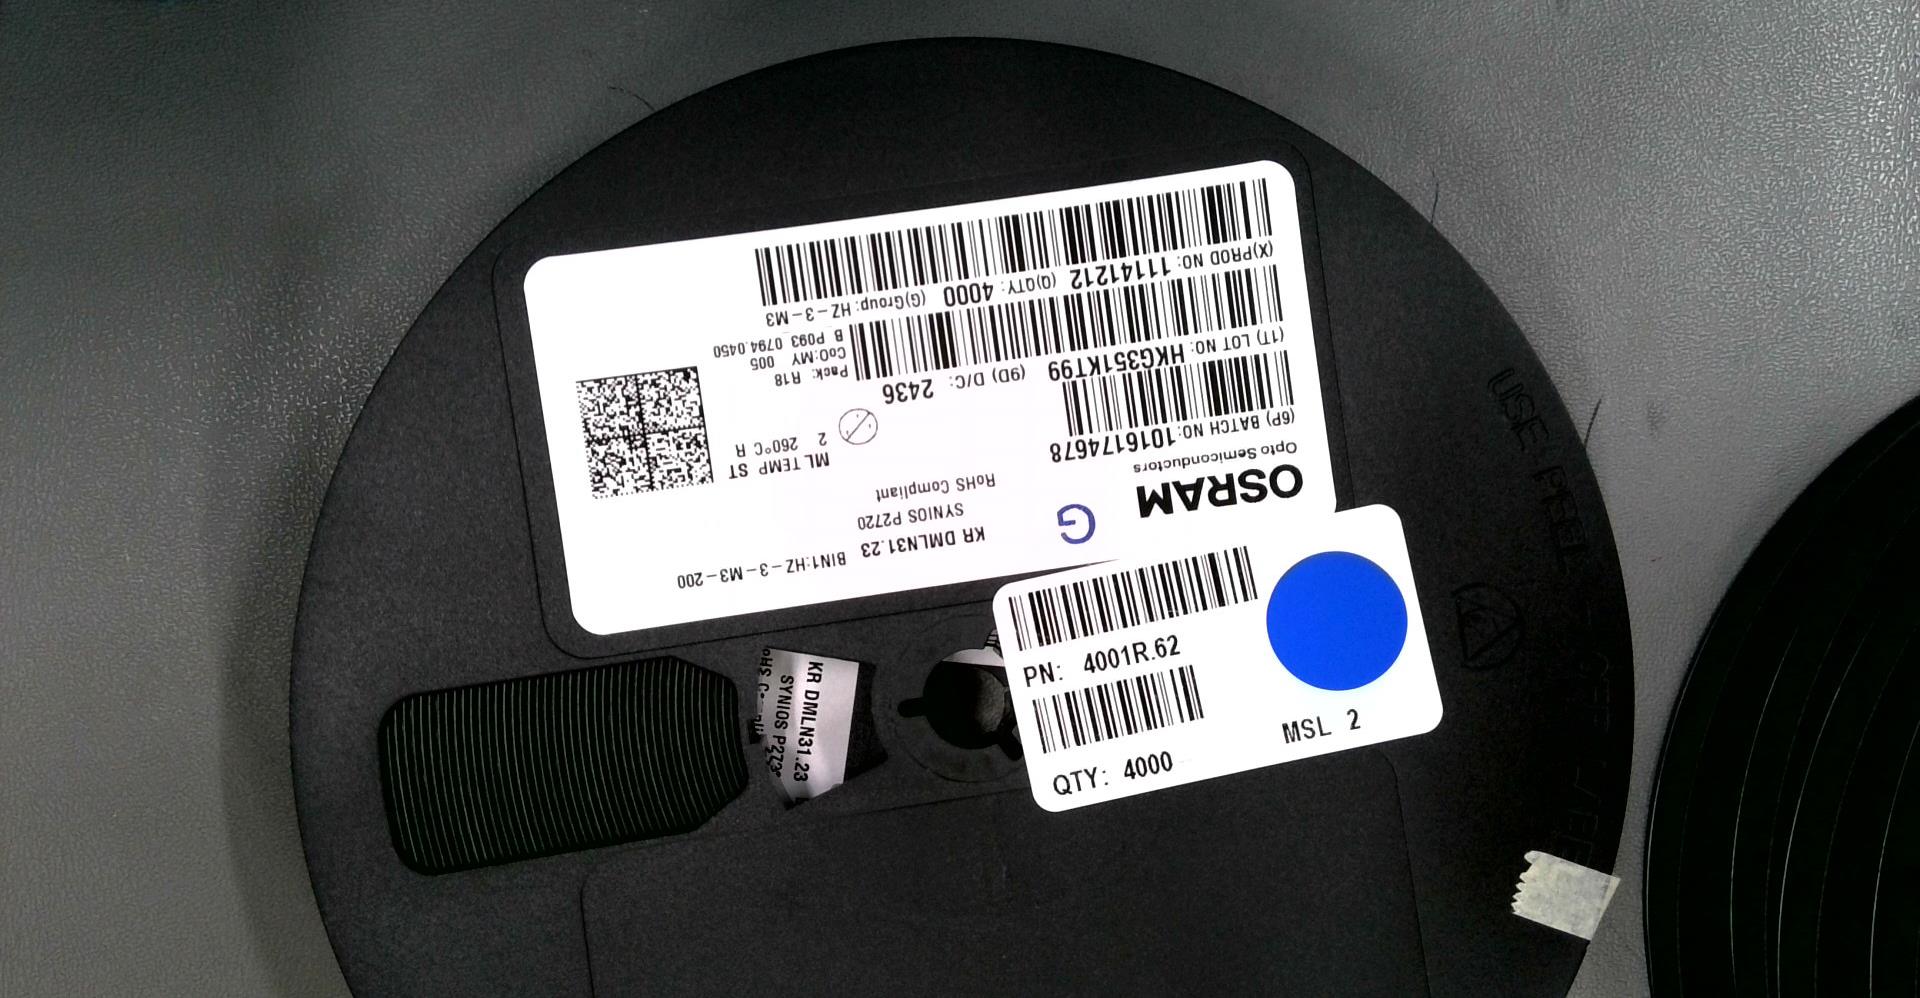 OSRAM
Opto Semiconductors
(6P) BATCH NO: 1016174678
(1T) LOT NO: HKG351KT99 (9D) D/C: 2436
(X)PROD NO: 11141212 (Q)QTY: 4000 (G)Group: HZ-3-M3
G
KR DMLN31.23 BIN1:HZ-3-M3-200
SYNIOS P2720
RoHS Compliant
ML TEMP ST
2 260°C R
Pack: R18
CoO:MY 005
B P093 0794.0450
PN: 4001R.62
QTY: 4000
MSL 2
KR DMLN31.23
SYNIOS
USE PEEL